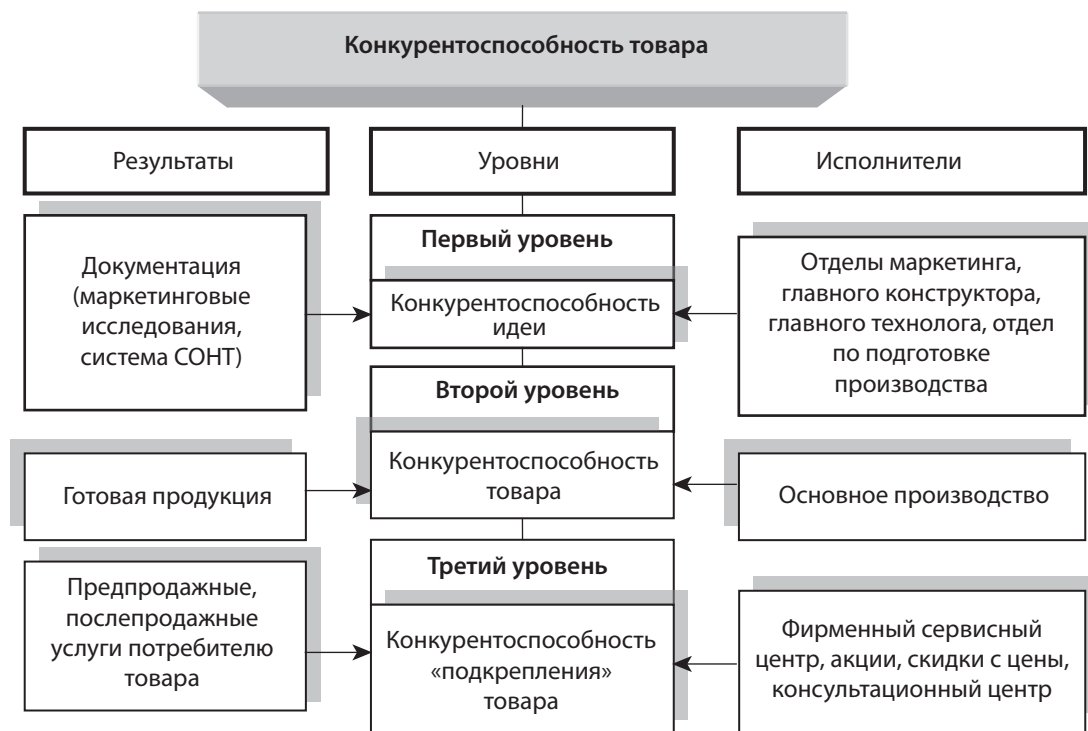 Конкурентоспособность товара
Результаты
Уровни
Исполнители
Документация
(маркетинговые
исследования,
система СОНТ)
Первый уровень
Конкурентоспособность
идеи
Отделы маркетинга,
главного конструктора,
главного технолога, отдел
по подготовке
производства
Готовая продукция
Второй уровень
Конкурентоспособность
товара
Основное производство
Предпродажные,
послепродажные
услуги потребителю
товара
Третий уровень
Конкурентоспособность
«подкрепления»
товара
Фирменный сервисный
центр, акции, скидки с цены,
консультационный центр